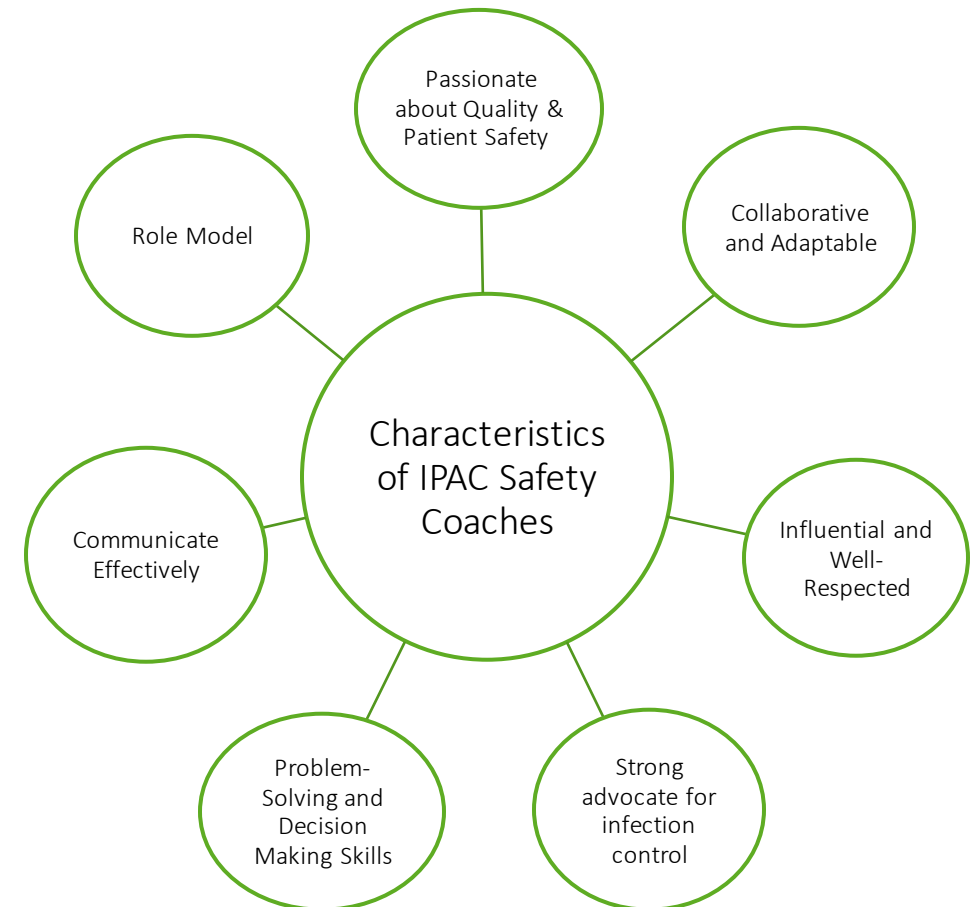 Passionate
about Quality &
Patient Safety
Collaborative
and Adaptable
Role Model
Characteristics
of IPAC Safety
Coaches
Influential and
Well-
Respected
Communicate
Effectively
Strong
advocate for
infection
control
Problem-
Solving and
Decision
Making Skills